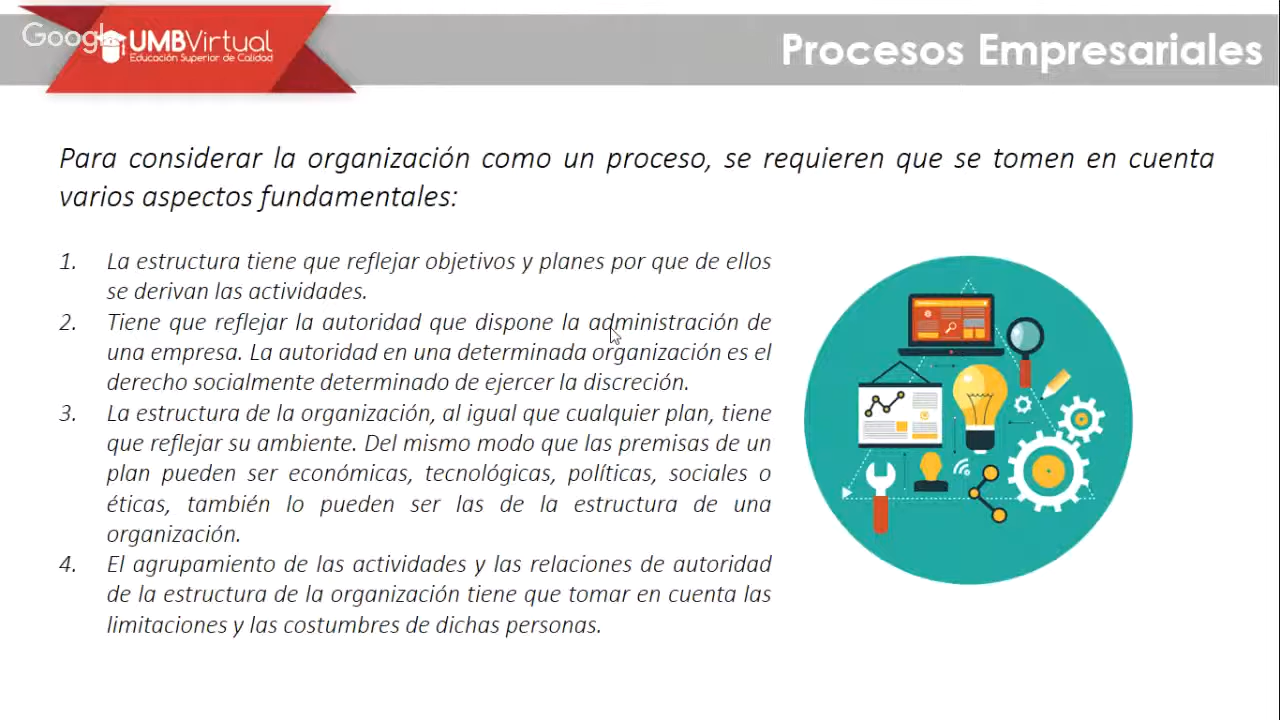 Google
UMBVirtual
Educación Superior de Calidad
Procesos Empresariales
Para considerar la organización como un proceso, se requieren que se tomen en cuenta
varios aspectos fundamentales:
1. La estructura tiene que reflejar objetivos y planes por que de ellos
se derivan las actividades.
2. Tiene que reflejar la autoridad que dispone la administración de
una empresa. La autoridad en una determinada organización es el
derecho socialmente determinado de ejercer la discreción.
3. La estructura de la organización, al igual que cualquier plan, tiene
que reflejar su ambiente. Del mismo modo que las premisas de un
plan pueden ser económicas, tecnológicas, políticas, sociales o
éticas, también lo pueden ser las de la estructura de una
organización.
4. El agrupamiento de las actividades y las relaciones de autoridad
de la estructura de la organización tiene que tomar en cuenta las
limitaciones y las costumbres de dichas personas.